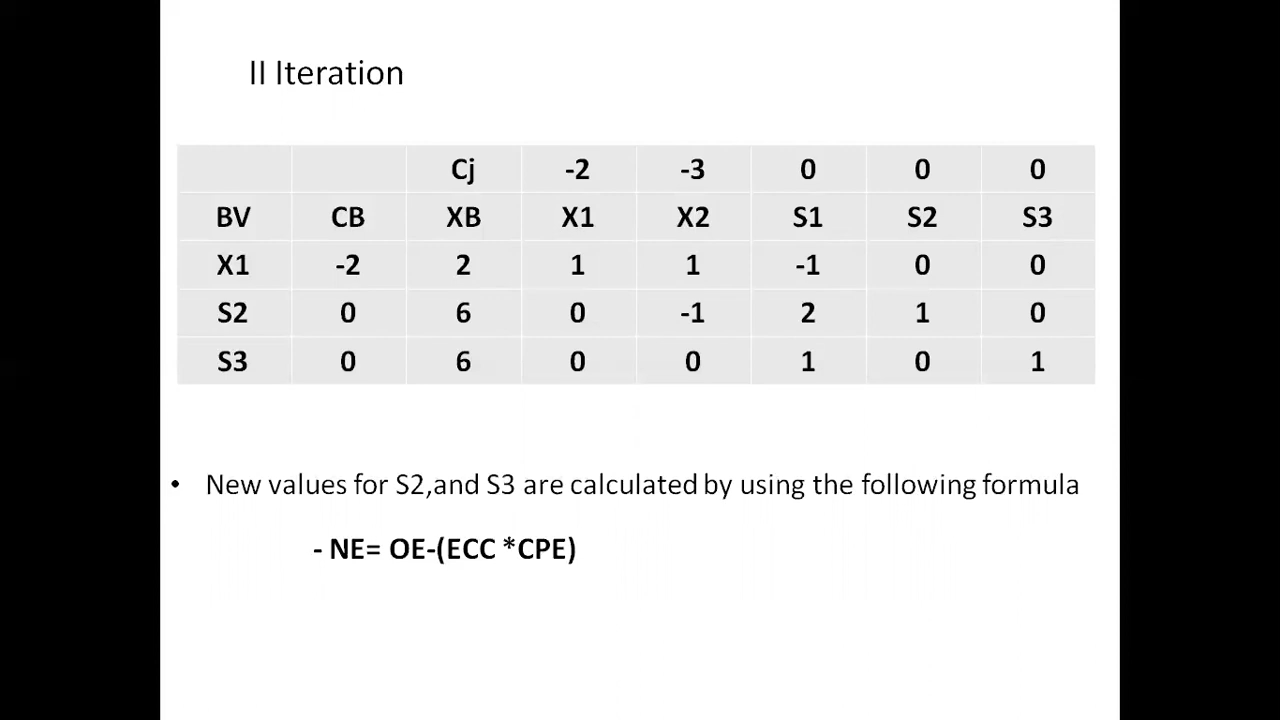 II Iteration
Cj -2 -3 0 0 0
BV CB XB X1 X2 S1 S2 S3
X1 -2 2 1 1 -1 0 0
S2 0 6 0 -1 2 1 0
S3 0 6 0 0 1 0 1
• New values for S2,and S3 are calculated by using the following formula
- NE= OE-(ECC *CPE)